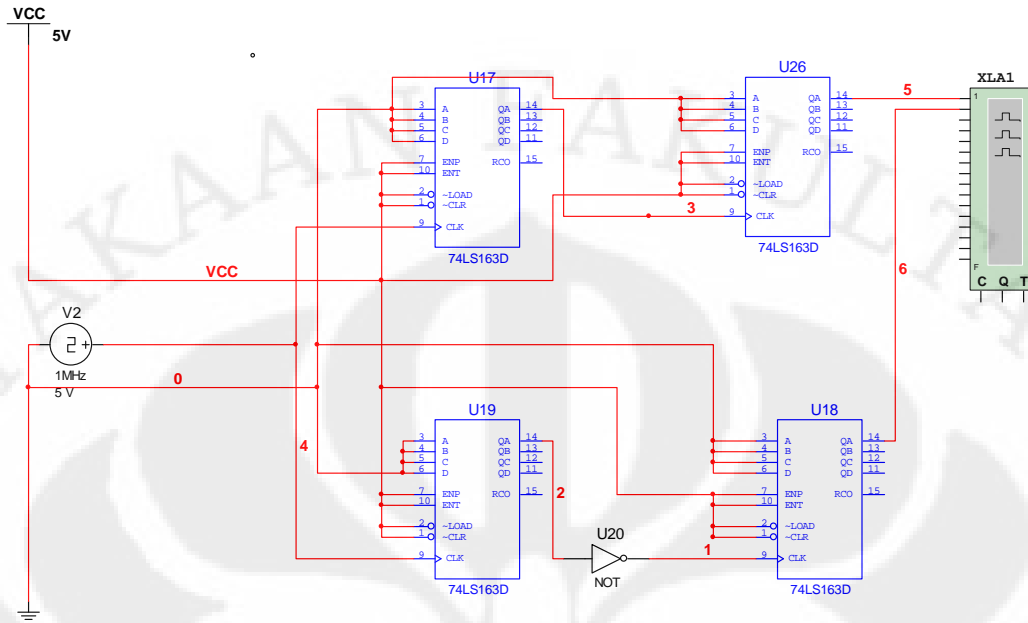 VCC
5V
U17
3 A QA 14
4 B QB 13
5 C QC 12
6 D QD 11
7 ENP RCO 15
10 ENT
2 ~LOAD
1 ~CLR
9 CLK
74LS163D
U26
3 A QA 14
4 B QB 13
5 C QC 12
6 D QD 11
7 ENP RCO 15
10 ENT
2 ~LOAD
1 ~CLR
9 CLK
74LS163D
XLA1
1
F
C Q T
5
3
6
VCC
V2
1MHz
5 V
0
4
U19
3 A QA 14
4 B QB 13
5 C QC 12
6 D QD 11
7 ENP RCO 15
10 ENT
2 ~LOAD
1 ~CLR
9 CLK
74LS163D
2
U20
NOT
1
U18
3 A QA 14
4 B QB 13
5 C QC 12
6 D QD 11
7 ENP RCO 15
10 ENT
2 ~LOAD
1 ~CLR
9 CLK
74LS163D
AKAAN FAKULTA